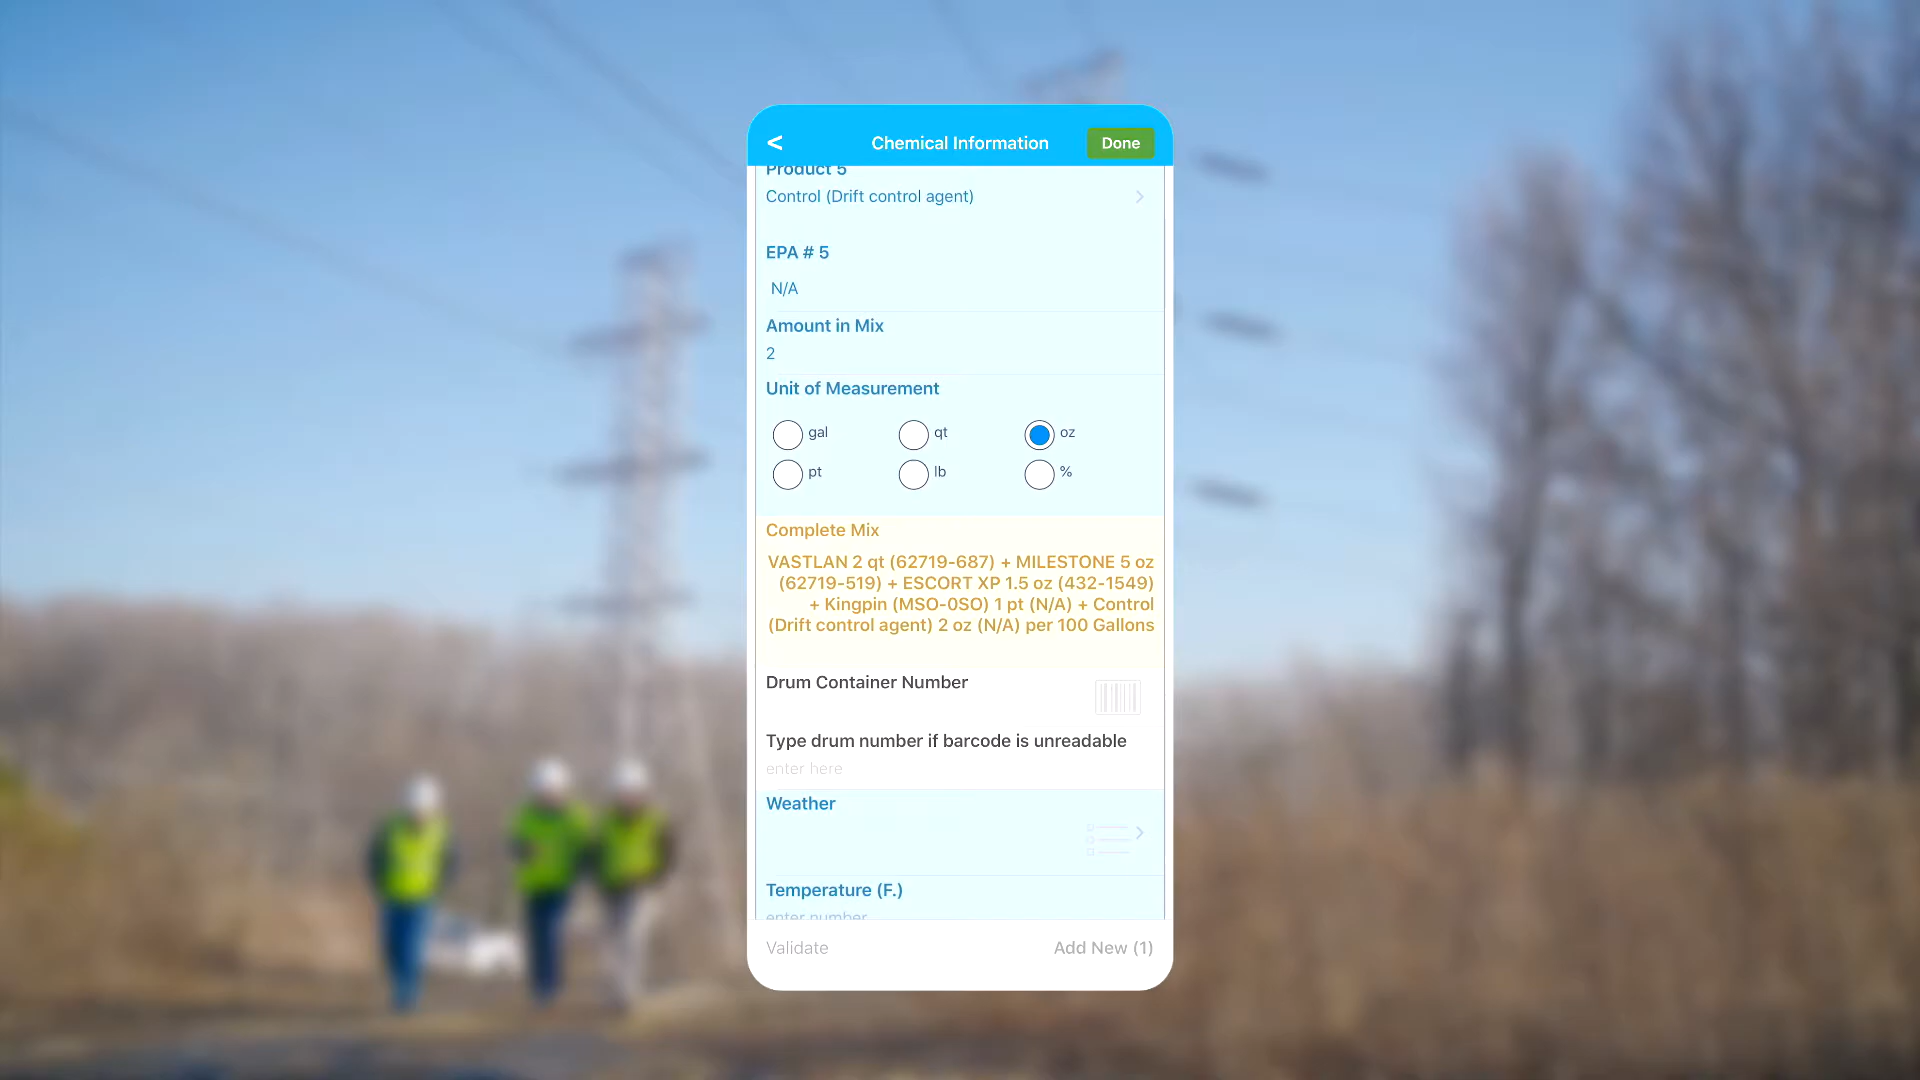 <
Chemical Information
Done
Product 5
Control (Drift control agent)
EPA # 5
N/A
Amount in Mix
2
Unit of Measurement
gal
qt
oz
pt
lb
%
Complete Mix
VASTLAN 2 qt (62719-687) + MILESTONE 5 oz
(62719-519) + ESCORT XP 1.5 oz (432-1549)
+ Kingpin (MSO-0SO) 1 pt (N/A) + Control
(Drift control agent) 2 oz (N/A) per 100 Gallons
Drum Container Number
Type drum number if barcode is unreadable
enter here
Weather
Temperature (F.)
enter number
Validate
Add New (1)